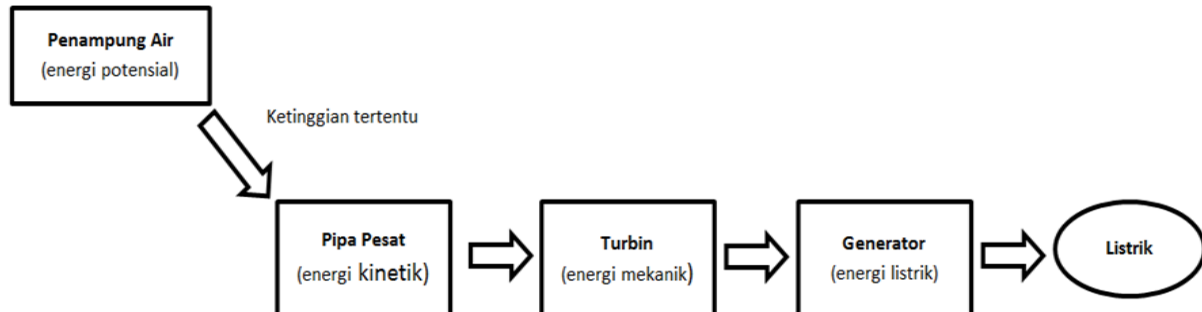 Penampung Air
(energi potensial)
Ketinggian tertentu
Pipa Pesat
(energi kinetik)
Turbin
(energi mekanik)
Generator
(energi listrik)
Listrik